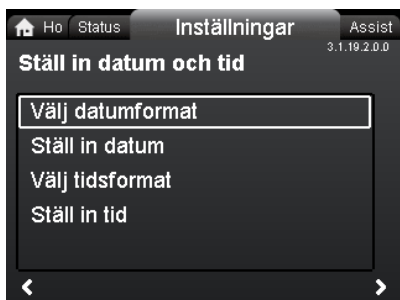 Ho Status Inställningar Assist
3.1.19.2.0.0
Ställ in datum och tid
Välj datumformat
Ställ in datum
Välj tidsformat
Ställ in tid